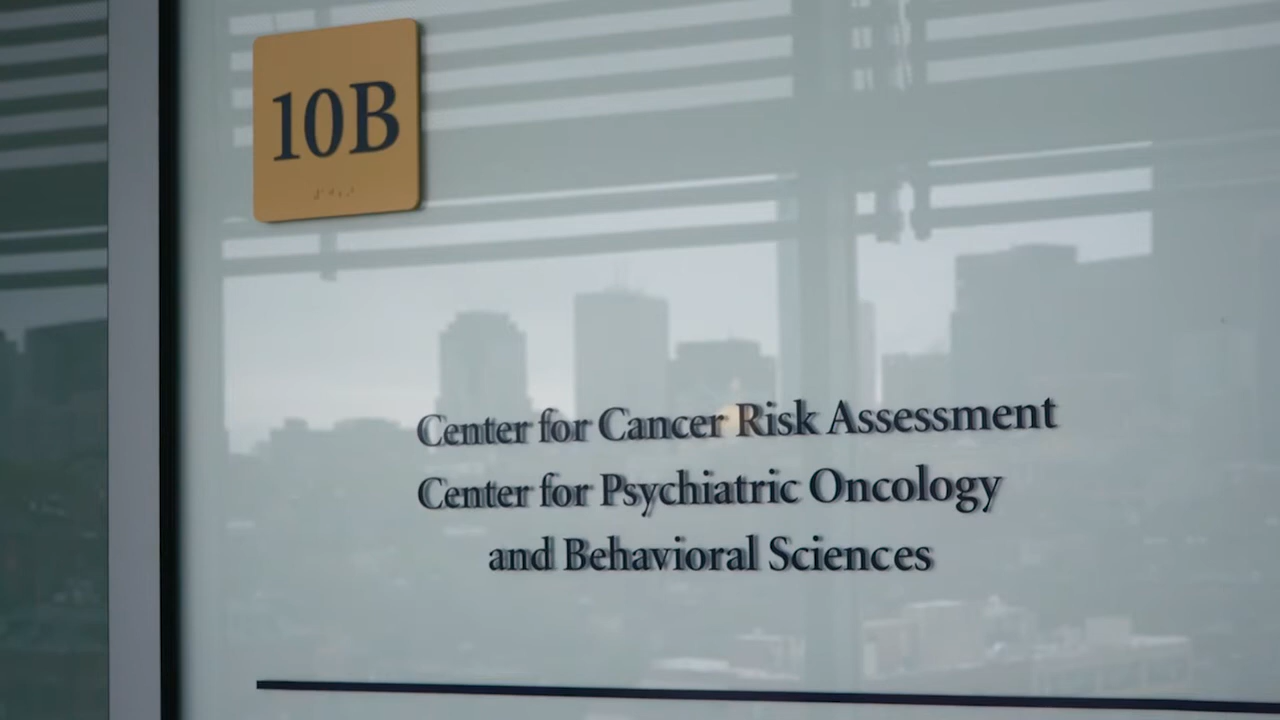 10B
Center for Cancer Risk Assessment
Center for Psychiatric Oncology
and Behavioral Sciences